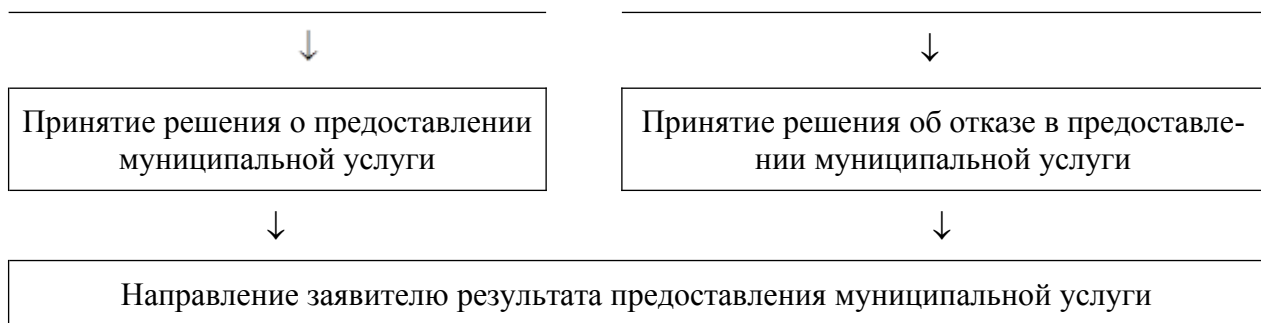 Принятие решения о предоставлении
муниципальной услуги
Принятие решения об отказе в предоставле-
нии муниципальной услуги
Направление заявителю результата предоставления муниципальной услуги